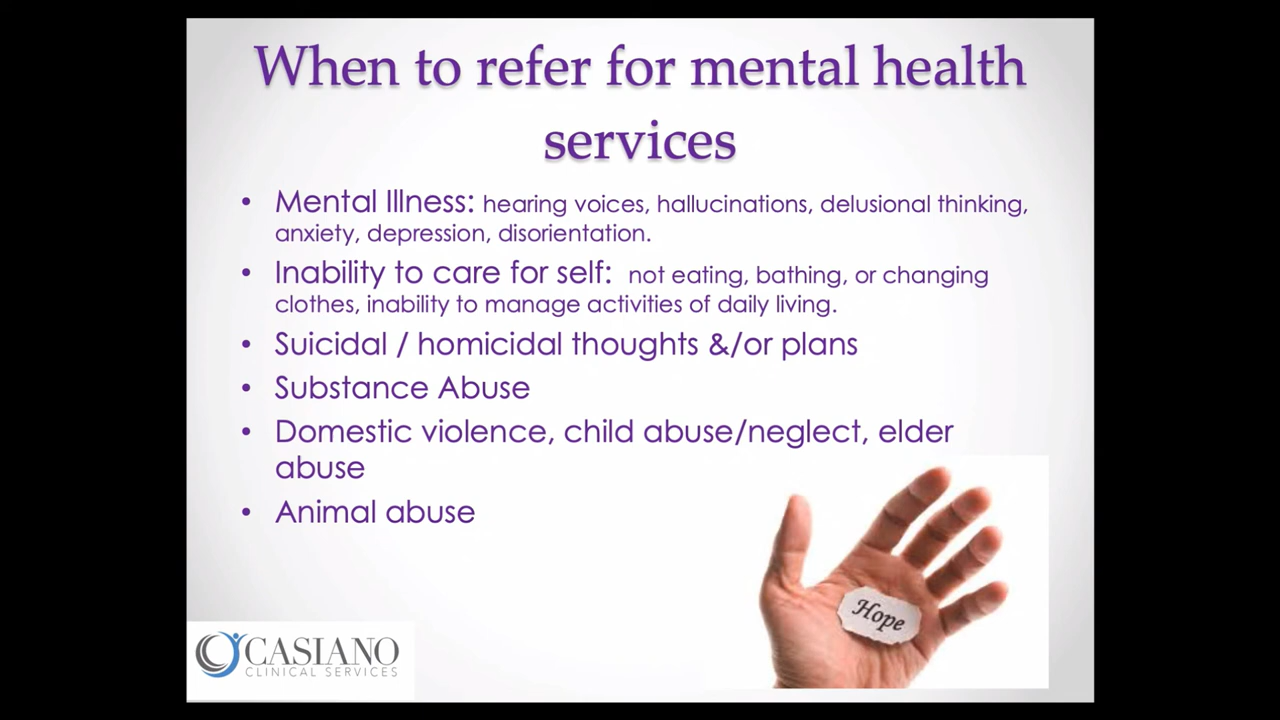 When to refer for mental health
services
• Mental Illness: hearing voices, hallucinations, delusional thinking,
anxiety, depression, disorientation.
• Inability to care for self: not eating, bathing, or changing
clothes, inability to manage activities of daily living.
• Suicidal / homicidal thoughts &/or plans
• Substance Abuse
• Domestic violence, child abuse/neglect, elder
abuse
• Animal abuse
Hope
CASIANO
CLINICAL SERVICES